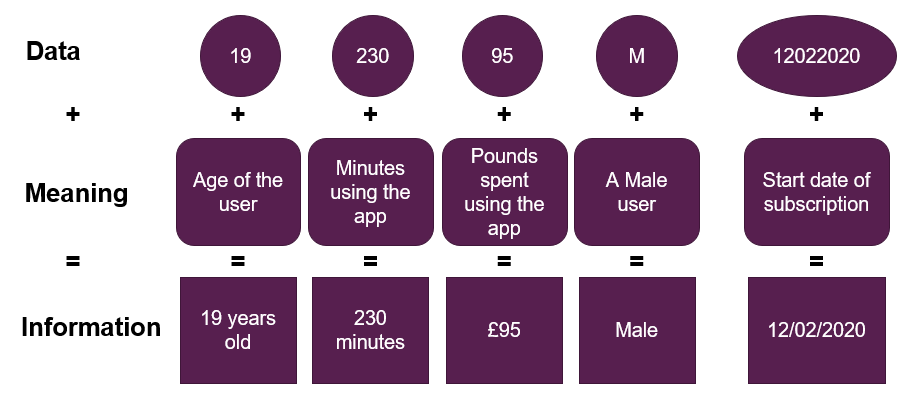 Data 19 230 95 M 12022020
+ + + + + +
Meaning
Age of the
user
Minutes
using the
app
Pounds
spent
using the
app
A Male
user
Start date of
subscription
= = = = = =
Information
19 years
old
230
minutes
£95
Male
12/02/2020